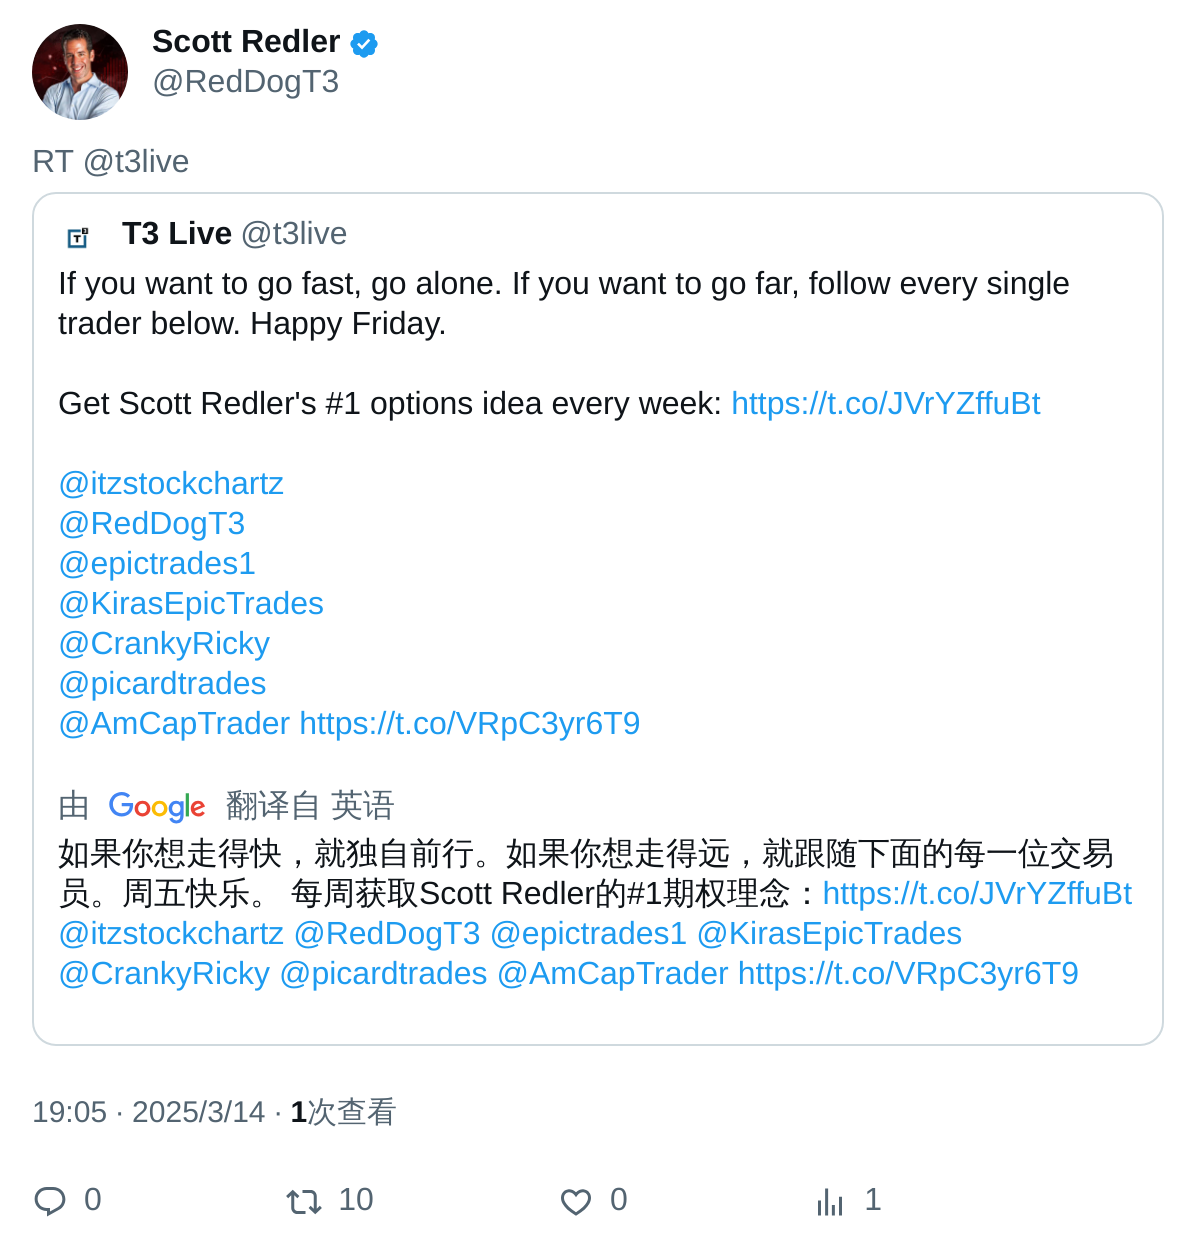 Scott Redler
@RedDogT3
RT @t3live
T3 Live @t3live
If you want to go fast, go alone. If you want to go far, follow every single
trader below. Happy Friday.
Get Scott Redler's #1 options idea every week: https://t.co/JVrYZffuBt
@itzstockchartz
@RedDogT3
@epictrades1
@KirasEpicTrades
@CrankyRicky
@picardtrades
@AmCapTrader https://t.co/VRpC3yr6T9
由 Google 翻译自 英语
如果你想走得快，就独自前行。如果你想走得远，就跟随下面的每一位交易
员。周五快乐。 每周获取Scott Redler的#1期权理念：https://t.co/JVrYZffuBt
@itzstockchartz @RedDogT3 @epictrades1 @KirasEpicTrades
@CrankyRicky @picardtrades @AmCapTrader https://t.co/VRpC3yr6T9
19:05 · 2025/3/14 · 1次查看
0 10 0 1